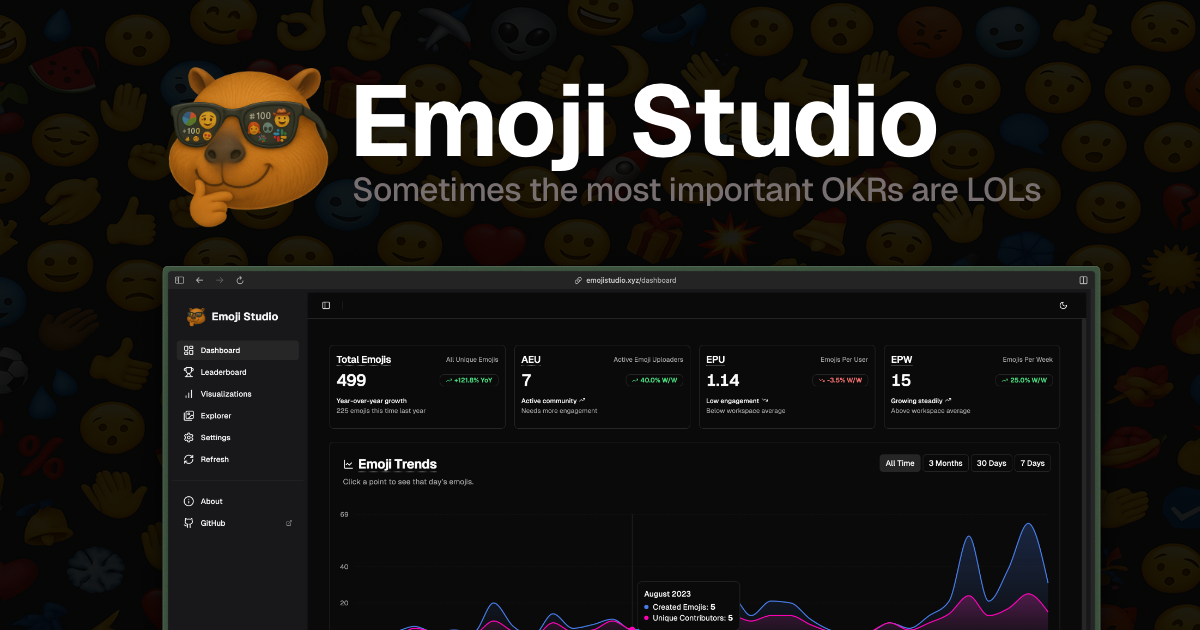 Emoji Studio
Sometimes the most important OKRs are LOLs
+100
#100
emojistudio.xyz/dashboard
Emoji Studio
Dashboard
Leaderboard
Visualizations
Explorer
Settings
Refresh
About
GitHub
Total Emojis All Unique Emojis
499 +121.8% YoY
Year-over-year growth
225 emojis this time last year
AEU Active Emoji Uploaders
7 40.0% W/W
Active community
Needs more engagement
EPU Emojis Per User
1.14 -3.5% W/W
Low engagement
Below workspace average
EPW Emojis Per Week
15 25.0% W/W
Growing steadily
Above workspace average
Emoji Trends
Click a point to see that day's emojis.
All Time 3 Months 30 Days 7 Days
69
40
20
August 2023
Created Emojis: 5
Unique Contributors: 5